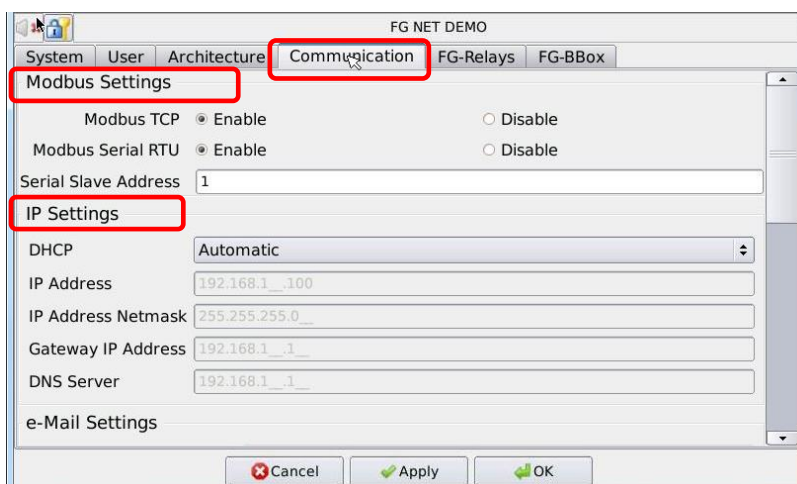 FG NET DEMO
System User Architecture Communication FG-Relays FG-BBox
Modbus Settings
Modbus TCP Enable Disable
Modbus Serial RTU Enable Disable
Serial Slave Address 1
IP Settings
DHCP Automatic
IP Address 192.168.1__.100
IP Address Netmask 255.255.255.0__
Gateway IP Address 192.168.1__.1__
DNS Server 192.168.1__.1__
e-Mail Settings
Cancel Apply OK